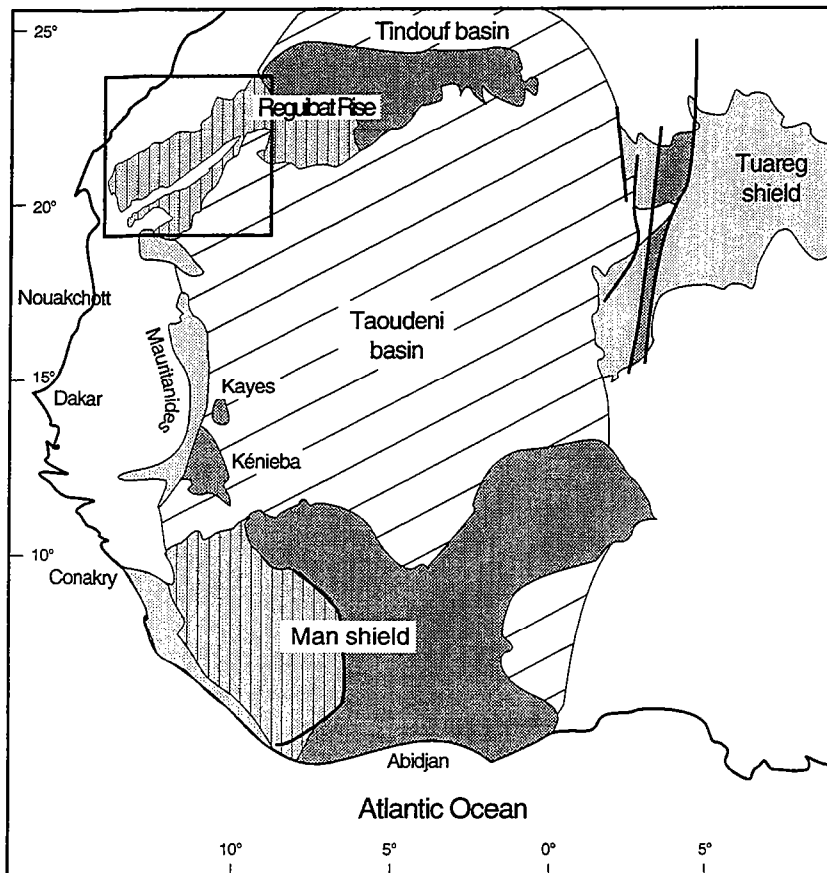 25°
Tindouf basin
Reguibat Rise
Tuareg
shield
20°
Nouakchott
Taoudeni
basin
Mauritanides
15°
Kayes
Dakar
Kénieba
10°
Conakry
Man shield
Abidjan
Atlantic Ocean
10° 5° 0° 5°